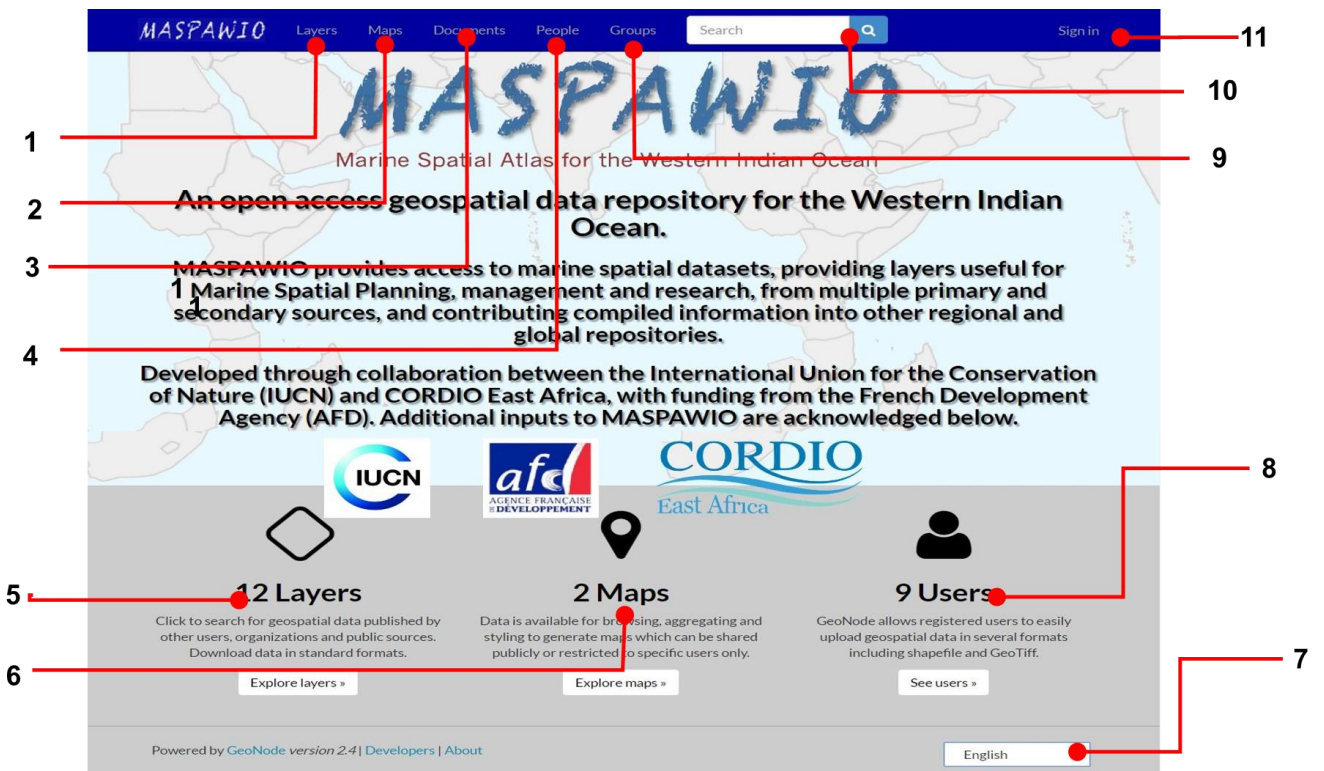 MASPAWIO Layers Maps Documents People Groups Search Sign in
11
10
MASPAWIO
1
Marine Spatial Atlas for the Western Indian Ocean
9
2
An open access geospatial data repository for the Western Indian
Ocean.
3
MASPAWIO provides access to marine spatial datasets, providing layers useful for
1 Marine Spatial Planning, management and research, from multiple primary and
1
secondary sources, and contributing compiled information into other regional and
global repositories.
4
Developed through collaboration between the International Union for the Conservation
of Nature (IUCN) and CORDIO East Africa, with funding from the French Development
Agency (AFD). Additional inputs to MASPAWIO are acknowledged below.
IUCN
afd
AGENCE FRANÇAISE
DE DÉVELOPPEMENT
CORDIO
East Africa
8
5
12 Layers
Click to search for geospatial data published by
other users, organizations and public sources.
Download data in standard formats.
Explore layers »
2 Maps
Data is available for browsing, aggregating and
styling to generate maps which can be shared
publicly or restricted to specific users only.
Explore maps »
9 Users
GeoNode allows registered users to easily
upload geospatial data in several formats
including shapefile and GeoTiff.
See users »
6
7
Powered by GeoNode version 2.4 | Developers | About
English